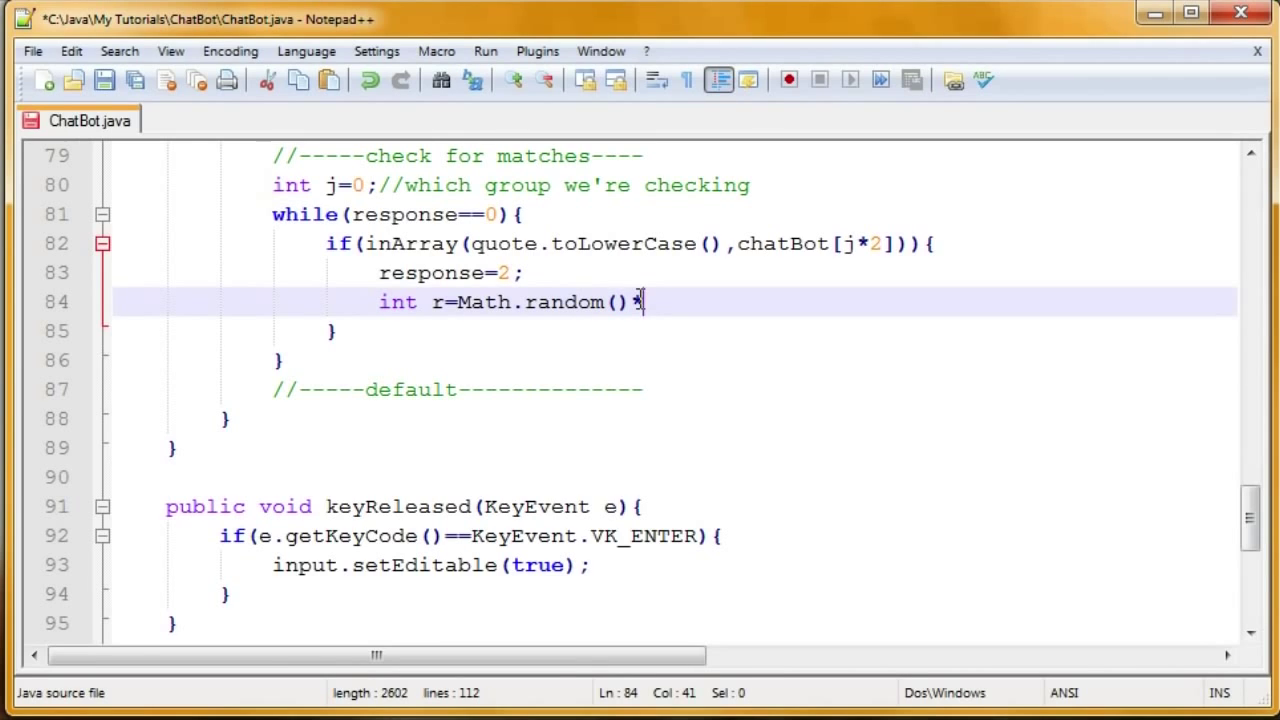 *C:\Java\My Tutorials\ChatBot\ChatBot.java - Notepad++
File Edit Search View Encoding Language Settings Macro Run Plugins Window ? X
ABC
ChatBot.java
79 //-----check for matches----
80 int j=0;//which group we're checking
81 while(response==0){
82 if(inArray(quote.toLowerCase(),chatBot[j*2])){
83 response=2;
84 int r=Math.random()*
85 }
86 }
87 //-----default--------------
88 }
89 }
90
91 public void keyReleased(KeyEvent e){
92 if(e.getKeyCode()==KeyEvent.VK_ENTER){
93 input.setEditable(true);
94 }
95 }
Java source file length : 2602 lines : 112 Ln : 84 Col : 41 Sel : 0 Dos\Windows ANSI INS